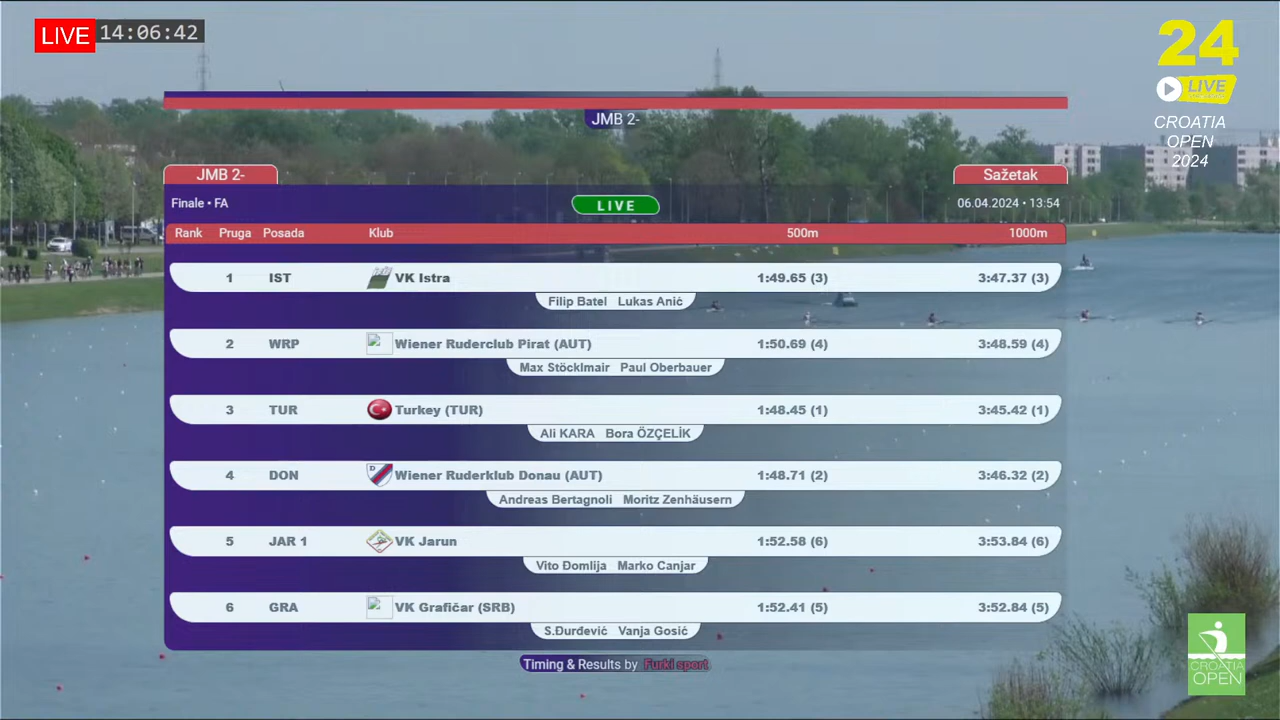 LIVE 14:06:42
24
LIVE
CROATIA
OPEN
2024
JMB 2-
JMB 2- Sažetak
Finale • FA LIVE 06.04.2024 • 13:54
Rank Pruga Posada Klub 500m 1000m
1 IST VK Istra 1:49.65 (3) 3:47.37 (3)
Filip Batel Lukas Anić
2 WRP Wiener Ruderclub Pirat (AUT) 1:50.69 (4) 3:48.59 (4)
Max Stöcklmair Paul Oberbauer
3 TUR Turkey (TUR) 1:48.45 (1) 3:45.42 (1)
Ali KARA Bora ÖZÇELİK
4 DON Wiener Ruderklub Donau (AUT) 1:48.71 (2) 3:46.32 (2)
Andreas Bertagnoli Moritz Zenhäusern
5 JAR 1 VK Jarun 1:52.58 (6) 3:53.84 (6)
Vito Đomlija Marko Canjar
6 GRA VK Grafičar (SRB) 1:52.41 (5) 3:52.84 (5)
S.Đurđević Vanja Gosić
Timing & Results by Furki sport
CROATIA
OPEN